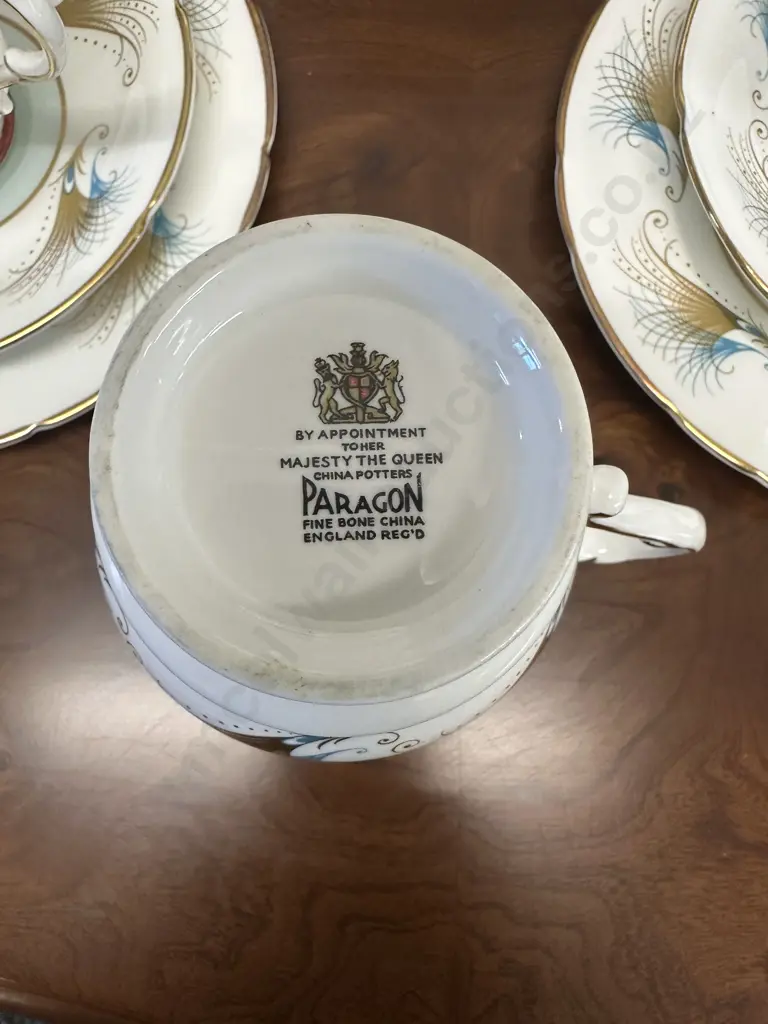 BY APPOINTMENT
TO HER
MAJESTY THE QUEEN
CHINA POTTERS
PARAGON
FINE BONE CHINA
ENGLAND REG'D